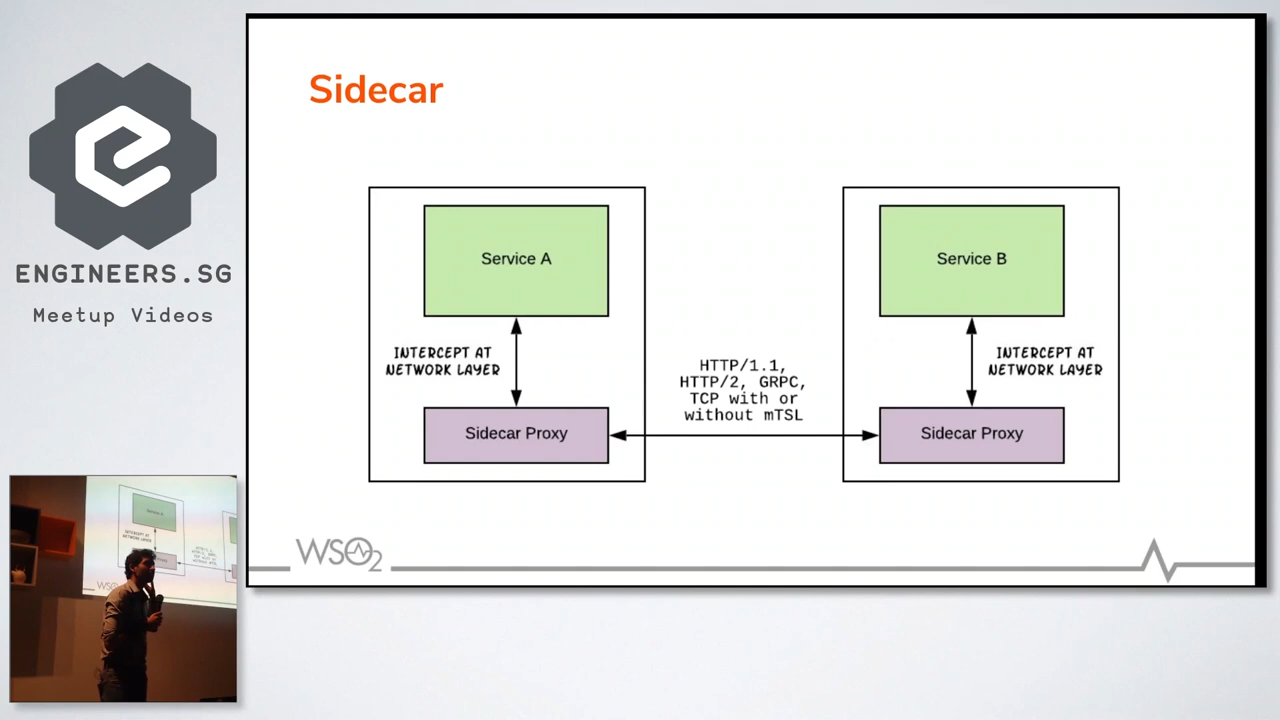 ENGINEERS.SG
Meetup Videos
Sidecar
Service A
INTERCEPT AT
NETWORK LAYER
Sidecar Proxy
HTTP/1.1,
HTTP/2, GRPC,
TCP with or
without mTSL
Service B
INTERCEPT AT
NETWORK LAYER
Sidecar Proxy
WSO2